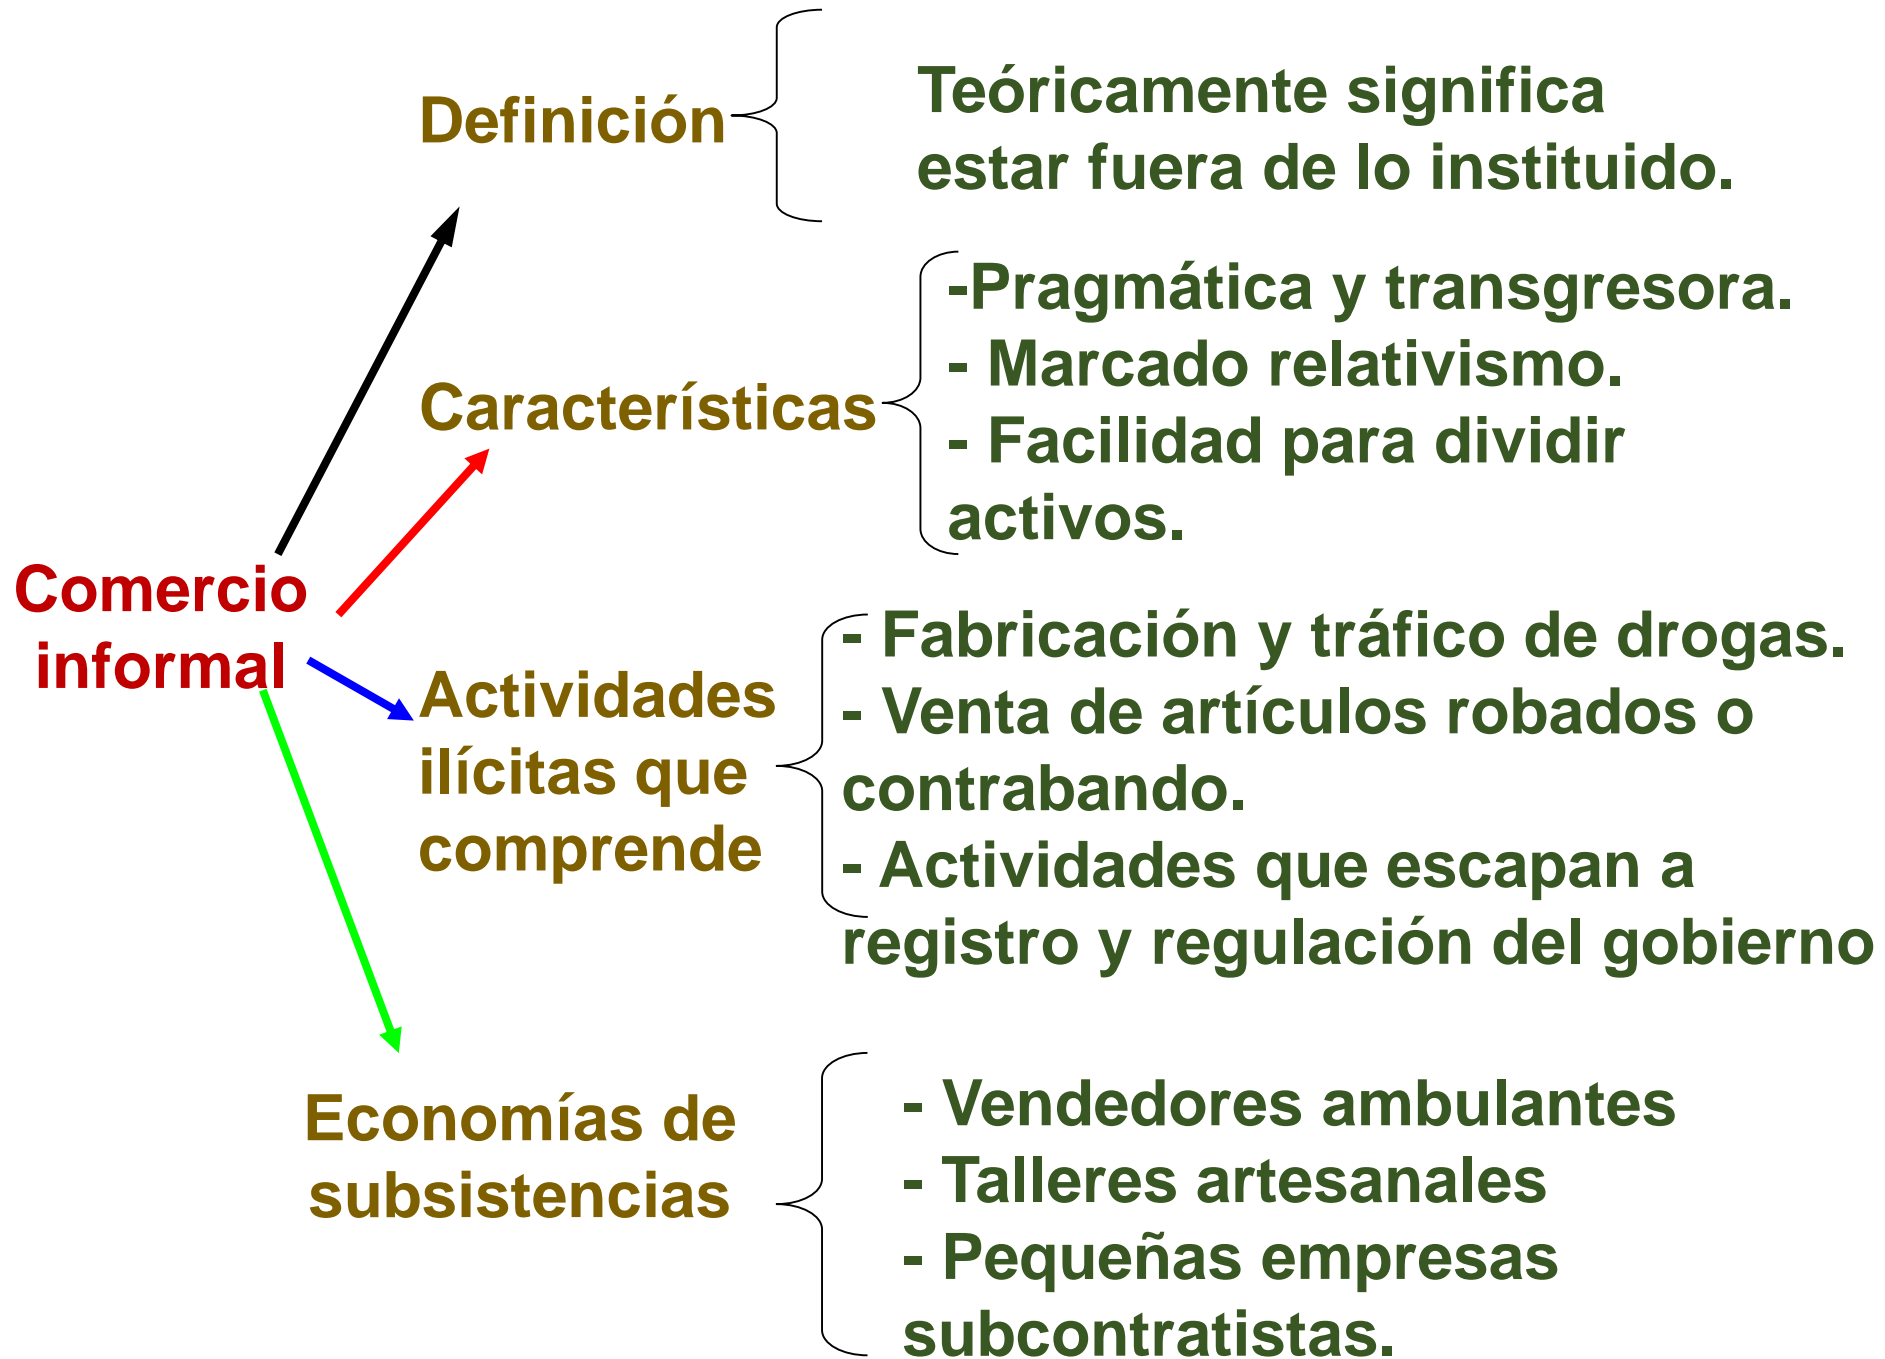 Comercio
informal
Definición
Teóricamente significa
estar fuera de lo instituido.
Características
-Pragmática y transgresora.
- Marcado relativismo.
- Facilidad para dividir
activos.
Actividades
ilícitas que
comprende
- Fabricación y tráfico de drogas.
- Venta de artículos robados o
contrabando.
- Actividades que escapan a
registro y regulación del gobierno
Economías de
subsistencias
- Vendedores ambulantes
- Talleres artesanales
- Pequeñas empresas
subcontratistas.